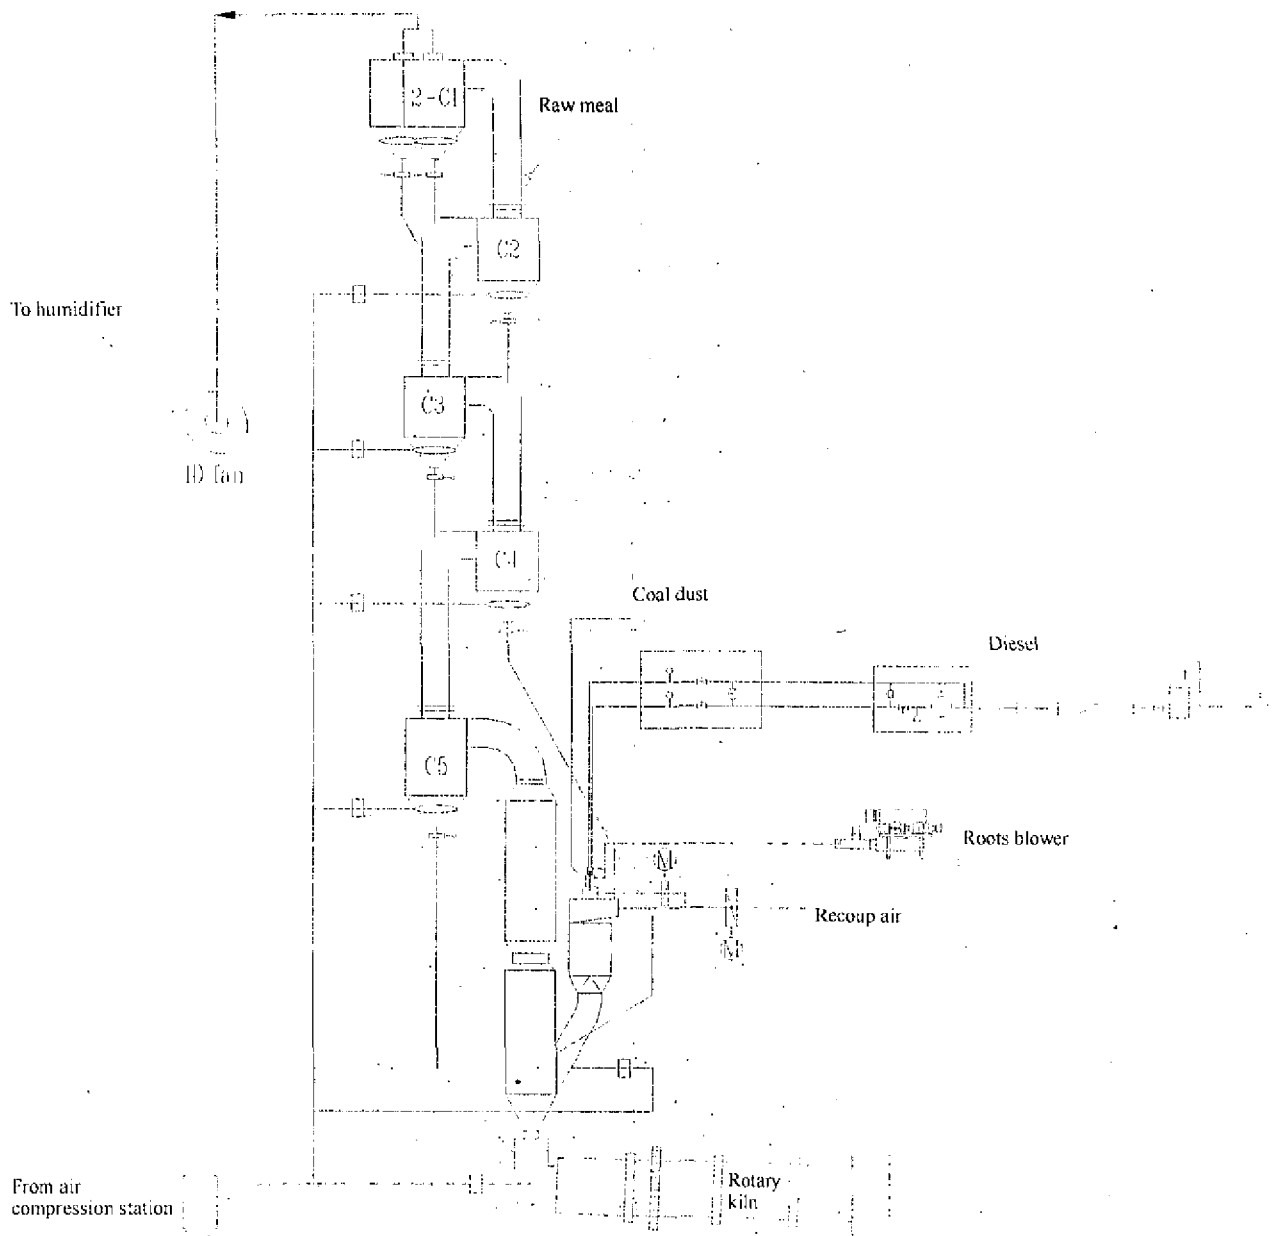 2-C1
Raw meal
C2
To humidifier
C3
ID fan
C4
Coal dust
Diesel
C5
M
Roots blower
Recoup air
M
From air
compression station
Rotary
kiln